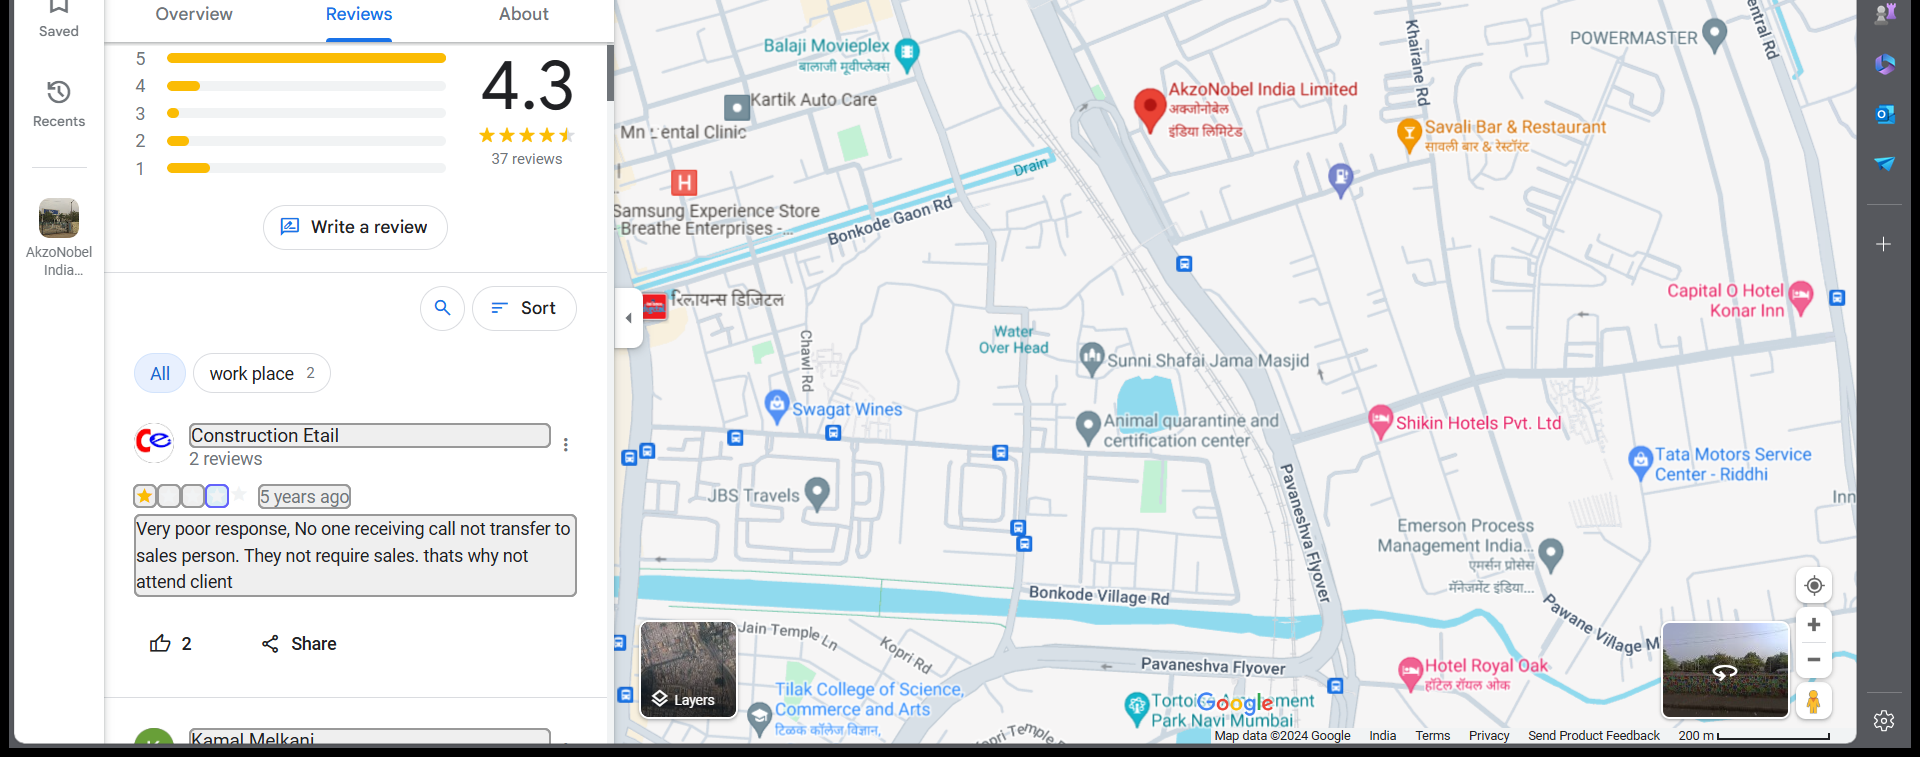 Saved
Recents
AkzoNobel
India...
Overview
Reviews
About
5
4
3
2
1
4.3
37 reviews
Write a review
Sort
All
work place 2
Construction Etail
2 reviews
5 years ago
Very poor response, No one receiving call not transfer to
sales person. They not require sales. thats why not
attend client
2
Share
Kamal Melkani
Balaji Movieplex
बालाजी मूवीप्लेक्स
Kartik Auto Care
Mn Dental Clinic
H
Samsung Experience Store
- Breathe Enterprises -...
Drain
Bonkode Gaon Rd
रिलायन्स डिजिटल
Chawl Rd
Water
Over Head
Sunni Shafai Jama Masjid
Swagat Wines
Animal quarantine and
certification center
JBS Travels
Pavaneshva Flyover
Bonkode Village Rd
Jain Temple Ln
Kopri Rd
Pavaneshva Flyover
Layers
Tilak College of Science,
Commerce and Arts
टिळक कॉलेज विज्ञान,
Google
Park Navi Mumbai
AkzoNobel India Limited
अक्जोनोबेल
इंडिया लिमिटेड
Khairane Rd
POWERMASTER
Central Rd
Savali Bar & Restaurant
सावली बार & रेस्टॉरंट
Capital O Hotel
Konar Inn
Shikin Hotels Pvt. Ltd
Tata Motors Service
Center - Riddhi
Inn
Emerson Process
Management India...
एमर्सन प्रोसेस
मॅनेजमेंट इंडिया...
Pawane Village M
Hotel Royal Oak
हॉटेल रॉयल ओक
Map data ©2024 Google
India
Terms
Privacy
Send Product Feedback
200 m